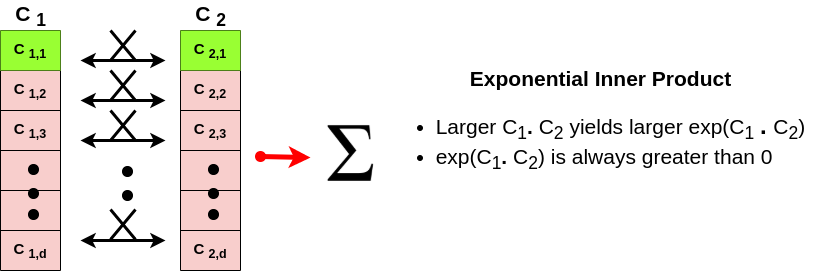 C 1
C 2
C 1,1
C 2,1
C 1,2
C 2,2
C 1,3
C 2,3
C 1,d
C 2,d
∑
Exponential Inner Product
• Larger C1. C2 yields larger exp(C1 . C2)
• exp(C1. C2) is always greater than 0